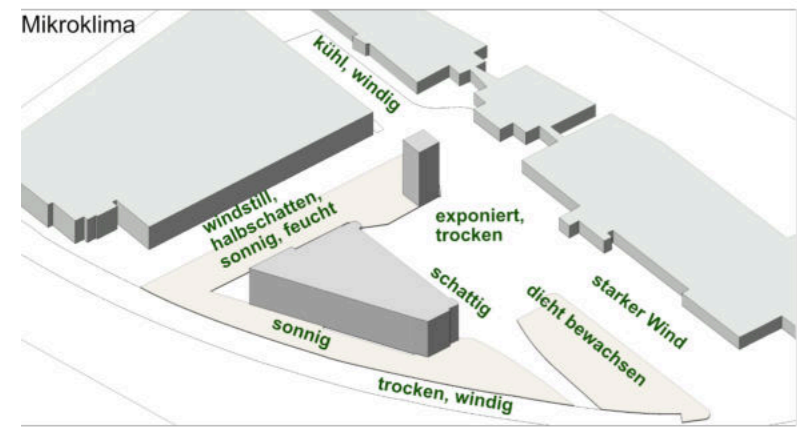 Mikroklima
kühl, windig
windstill,
halbschatten,
sonnig, feucht
exponiert,
trocken
schattig
starker Wind
dicht bewachsen
sonnig
trocken, windig